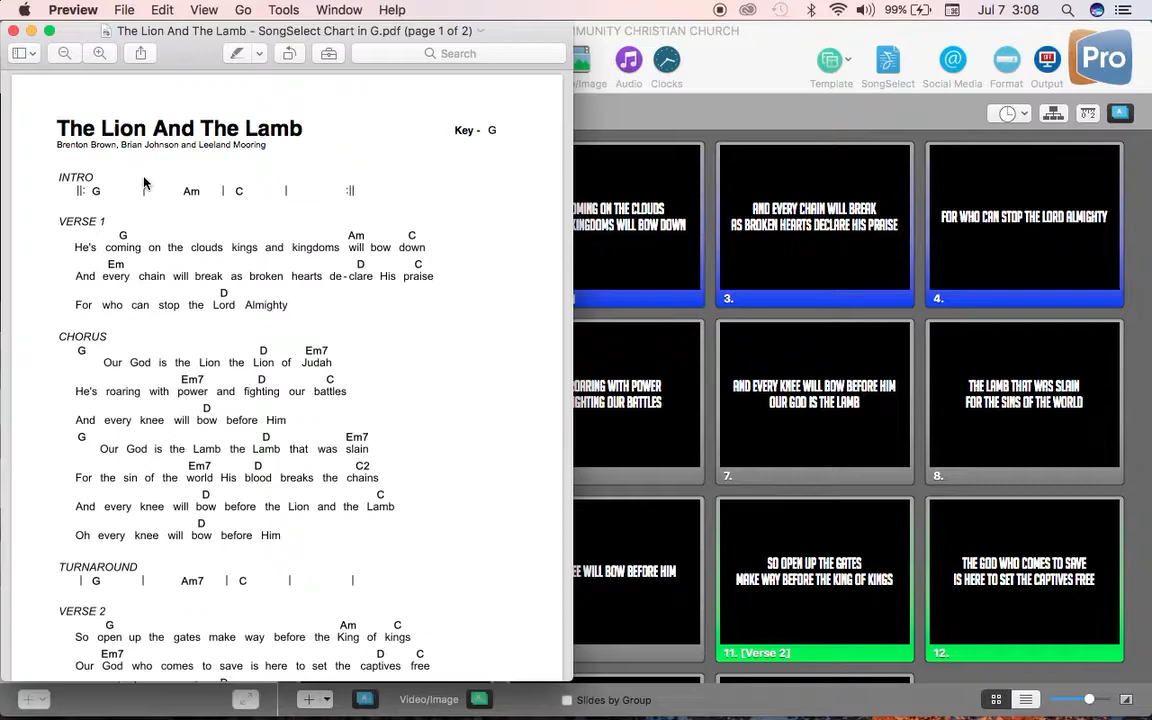 Preview File Edit View Go Tools Window Help
99% Jul 7 3:08
The Lion And The Lamb - SongSelect Chart in G.pdf (page 1 of 2)
Search
The Lion And The Lamb
Key - G
Brenton Brown, Brian Johnson and Leeland Mooring
INTRO
||: G | Am | C | :||
VERSE 1
G Am C
He's coming on the clouds kings and kingdoms will bow down
Em D C
And every chain will break as broken hearts de-clare His praise
D
For who can stop the Lord Almighty
CHORUS
G D Em7
Our God is the Lion the Lion of Judah
Em7 D C
He's roaring with power and fighting our battles
D
And every knee will bow before Him
G D Em7
Our God is the Lamb the Lamb that was slain
Em7 D C2
For the sin of the world His blood breaks the chains
D C
And every knee will bow before the Lion and the Lamb
D
Oh every knee will bow before Him
TURNAROUND
| G | Am7 | C | |
VERSE 2
G Am C
So open up the gates make way before the King of kings
Em7 D C
Our God who comes to save is here to set the captives free
MUNITY CHRISTIAN CHURCH
/Image Audio Clocks Template SongSelect Social Media Format Output
Pro
OMING ON THE CLOUDS
KINGDOMS WILL BOW DOWN
AND EVERY CHAIN WILL BREAK
AS BROKEN HEARTS DECLARE HIS PRAISE
3.
FOR WHO CAN STOP THE LORD ALMIGHTY
4.
ROARING WITH POWER
GHTING OUR BATTLES
AND EVERY KNEE WILL BOW BEFORE HIM
OUR GOD IS THE LAMB
7.
THE LAMB THAT WAS SLAIN
FOR THE SINS OF THE WORLD
8.
EE WILL BOW BEFORE HIM
SO OPEN UP THE GATES
MAKE WAY BEFORE THE KING OF KINGS
11. [Verse 2]
THE GOD WHO COMES TO SAVE
IS HERE TO SET THE CAPTIVES FREE
12.
Video/Image
Slides by Group